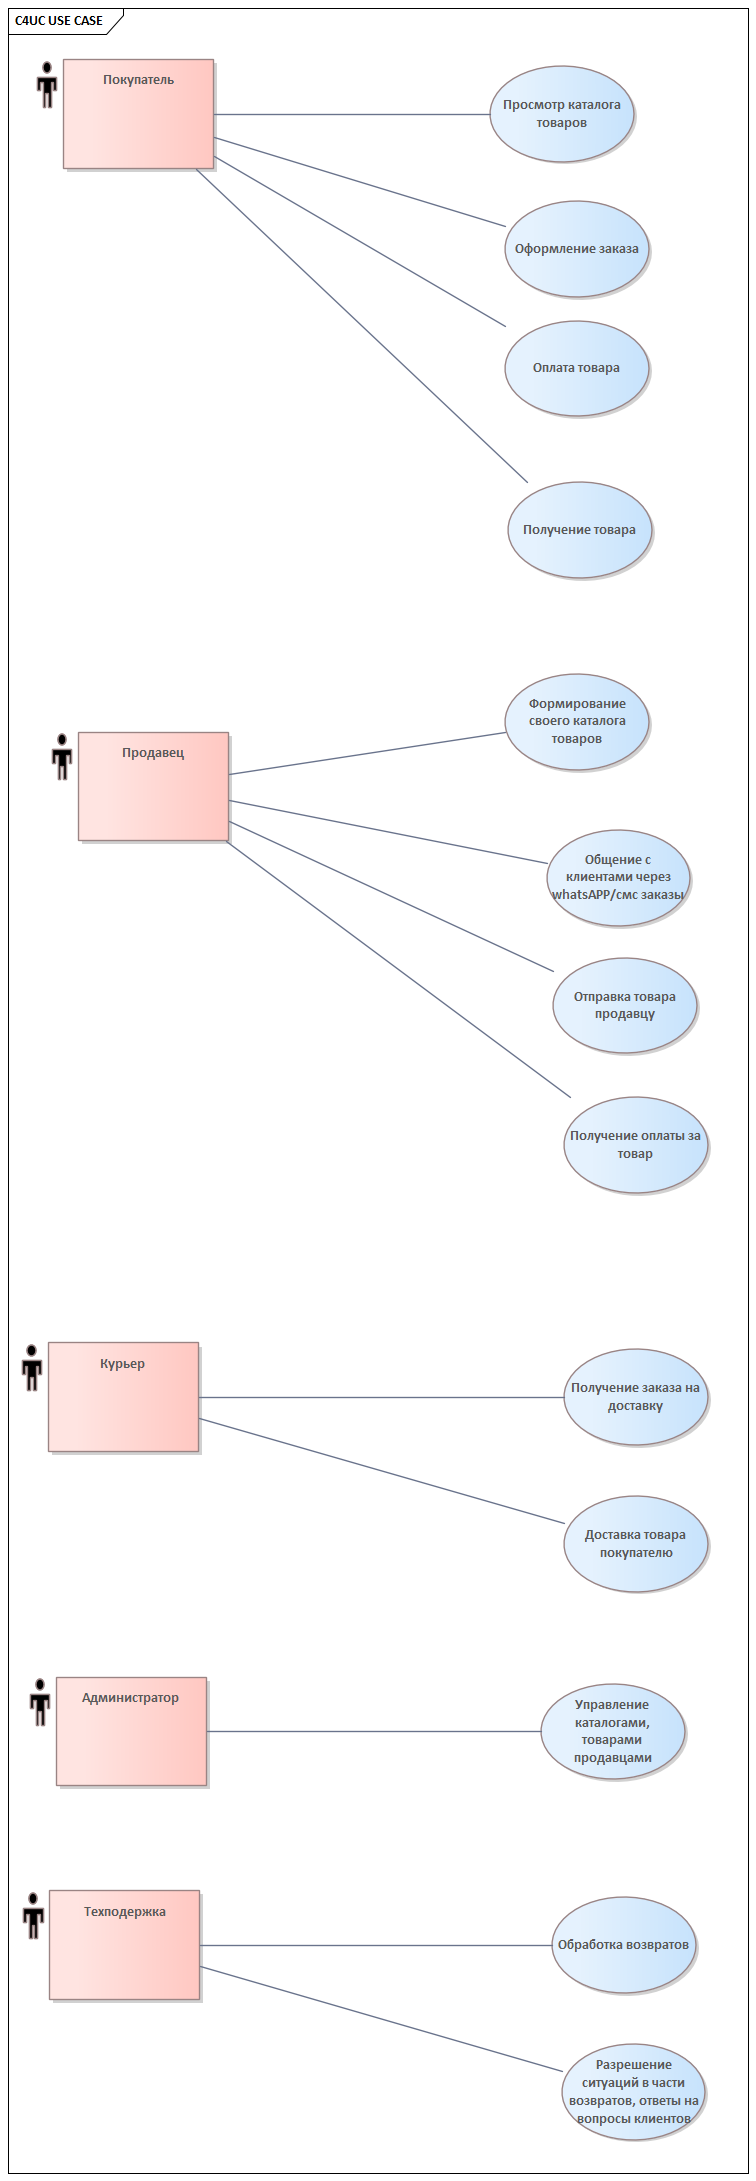 C4UC USE CASE
Покупатель
Просмотр каталога
товаров
Оформление заказа
Оплата товара
Получение товара
Продавец
Формирование
своего каталога
товаров
Общение с
клиентами через
whatsAPP/смс заказы
Отправка товара
продавцу
Получение оплаты за
товар
Курьер
Получение заказа на
доставку
Доставка товара
покупателю
Администратор
Управление
каталогами,
товарами
продавцами
Техподержка
Обработка возвратов
Разрешение
ситуаций в части
возвратов, ответы на
вопросы клиентов